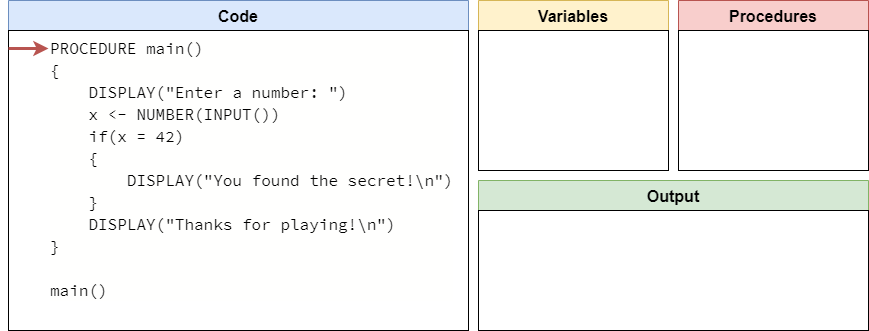 Code
PROCEDURE main()
{
    DISPLAY("Enter a number: ")
    x <- NUMBER(INPUT())
    if(x = 42)
    {
        DISPLAY("You found the secret!\n")
    }
    DISPLAY("Thanks for playing!\n")
}

main()
Variables
Procedures
Output